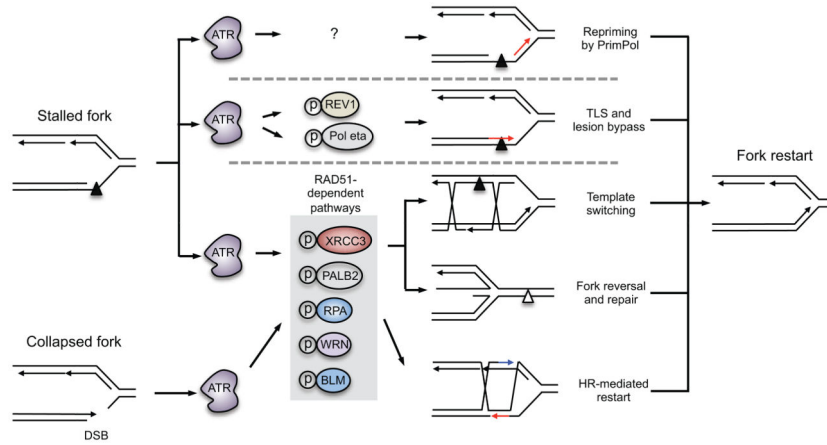 ATR
?
Repriming
by PrimPol
Stalled fork
ATR
p
REV1
p
Pol eta
TLS and
lesion bypass
RAD51-
dependent
pathways
Fork restart
ATR
p
XRCC3
Template
switching
p
PALB2
p
RPA
Fork reversal
and repair
Collapsed fork
p
WRN
ATR
p
BLM
HR-mediated
restart
DSB